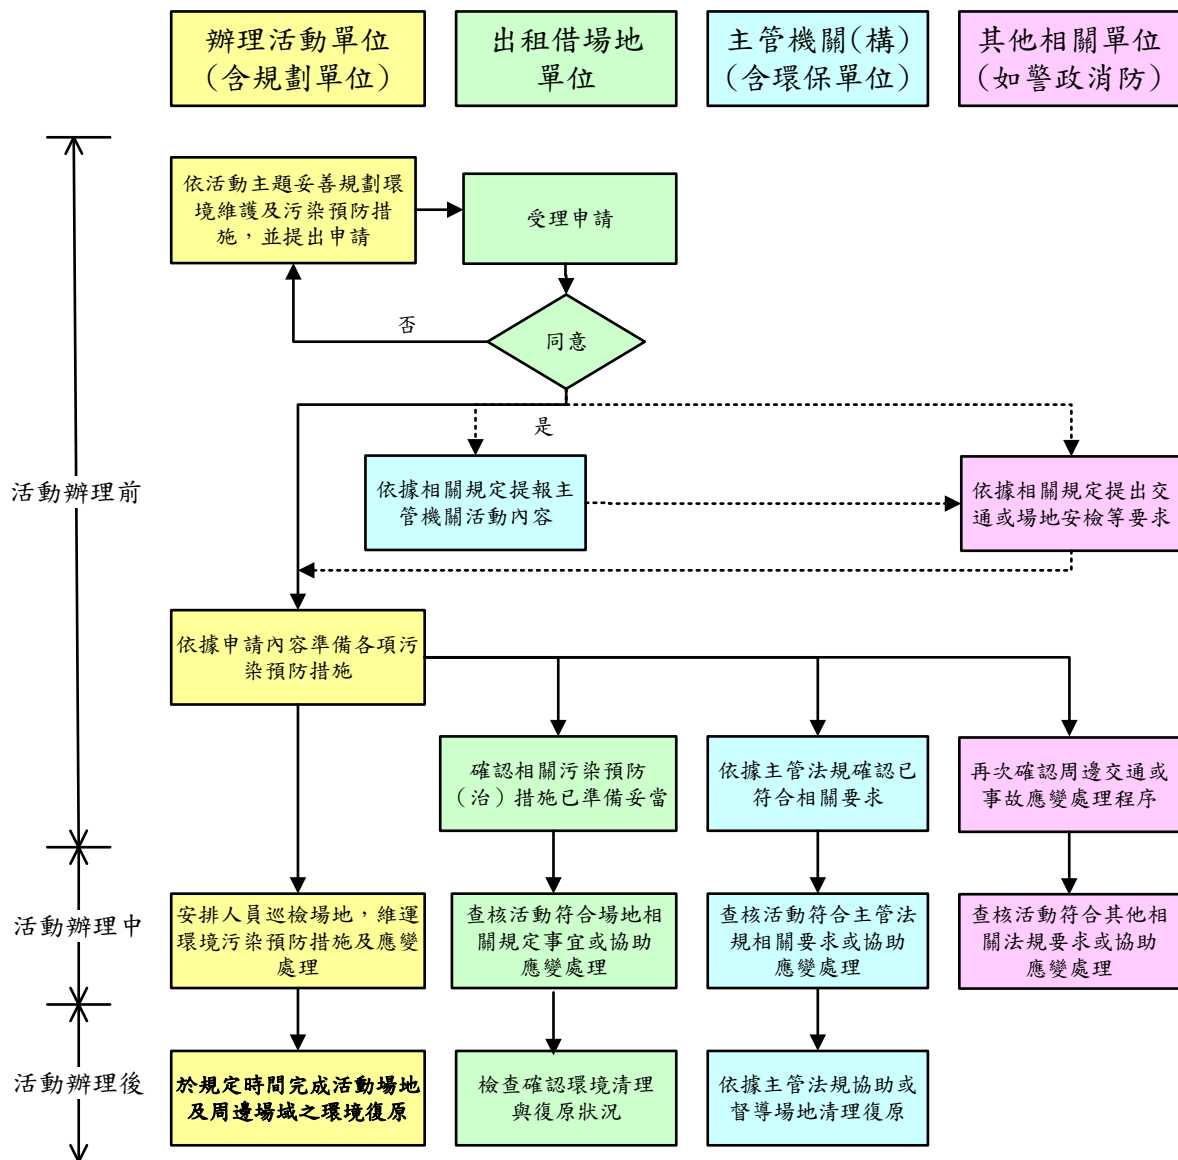 辦理活動單位
(含規劃單位)
出租借場地
單位
主管機關(構)
(含環保單位)
其他相關單位
(如警政消防)
依活動主題妥善規劃環
境維護及污染預防措
施，並提出申請
受理申請
同意
否
是
活動辦理前
依據相關規定提報主
管機關活動內容
依據相關規定提出交
通或場地安檢等要求
依據申請內容準備各項污
染預防措施
確認相關污染預防
（治）措施已準備妥當
依據主管法規確認已
符合相關要求
再次確認周邊交通或
事故應變處理程序
活動辦理中
安排人員巡檢場地，維運
環境污染預防措施及應變
處理
查核活動符合場地相
關規定事宜或協助
應變處理
查核活動符合主管法
規相關要求或協助
應變處理
查核活動符合其他相
關法規要求或協助
應變處理
活動辦理後
於規定時間完成活動場地
及周邊場域之環境復原
檢查確認環境清理
與復原狀況
依據主管法規協助或
督導場地清理復原